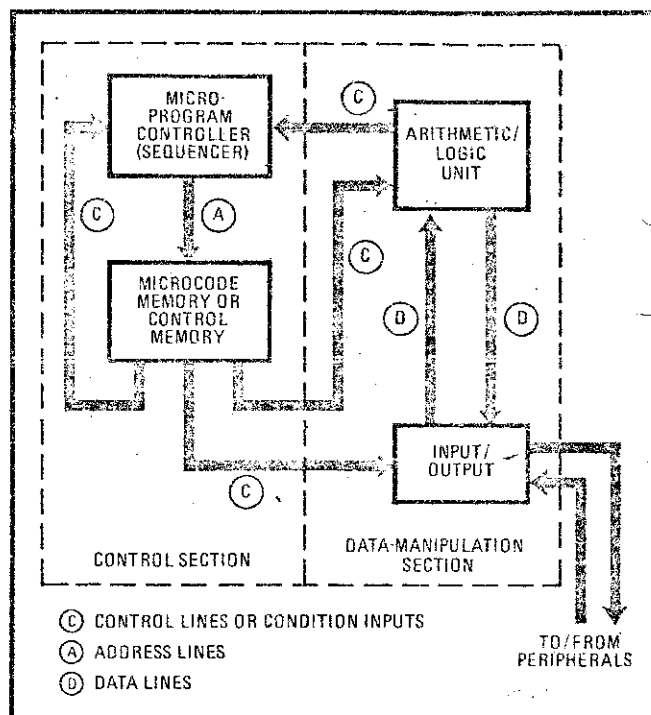 MICRO-
PROGRAM
CONTROLLER
(SEQUENCER)
C
ARITHMETIC/
LOGIC
UNIT
C
A
C
MICROCODE
MEMORY OR
CONTROL
MEMORY
D
D
INPUT/
OUTPUT
C
CONTROL SECTION
DATA-MANIPULATION
SECTION
C CONTROL LINES OR CONDITION INPUTS
A ADDRESS LINES
D DATA LINES
TO/FROM
PERIPHERALS